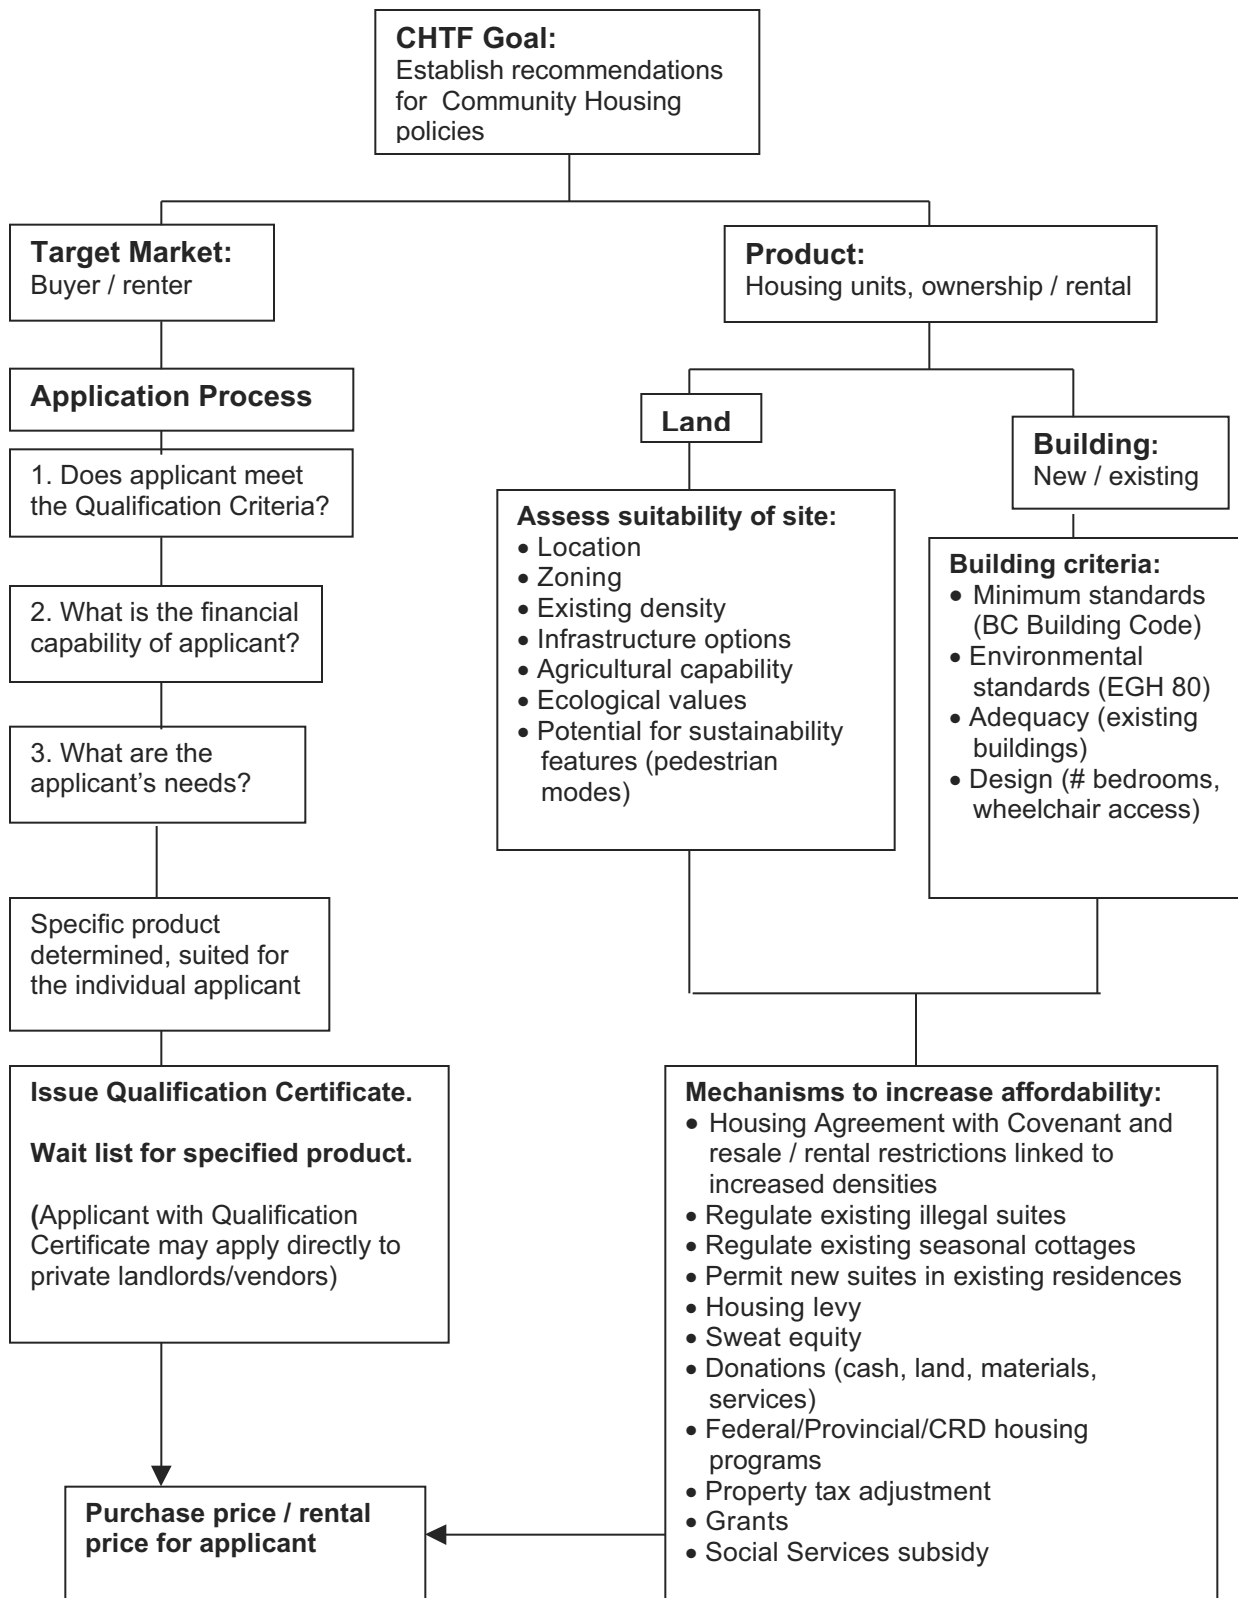 CHTF Goal:
Establish recommendations
for  Community Housing
policies
Target Market:
Buyer / renter
Product:
Housing units, ownership / rental
Application Process
Land
Building:
New / existing
1. Does applicant meet
the Qualification Criteria?
2. What is the financial
capability of applicant?
3. What are the
applicant’s needs?
Specific product
determined, suited for
the individual applicant
Issue Qualification Certificate.
Wait list for specified product.
(Applicant with Qualification
Certificate may apply directly to
private landlords/vendors)
Assess suitability of site:
• Location
• Zoning
• Existing density
• Infrastructure options
• Agricultural capability
• Ecological values
• Potential for sustainability
features (pedestrian
modes)
Building criteria:
• Minimum standards
(BC Building Code)
• Environmental
standards (EGH 80)
• Adequacy (existing
buildings)
• Design (# bedrooms,
wheelchair access)
Mechanisms to increase affordability:
• Housing Agreement with Covenant and
resale / rental restrictions linked to
increased densities
• Regulate existing illegal suites
• Regulate existing seasonal cottages
• Permit new suites in existing residences
• Housing levy
• Sweat equity
• Donations (cash, land, materials,
services)
• Federal/Provincial/CRD housing
programs
• Property tax adjustment
• Grants
• Social Services subsidy
Purchase price / rental
price for applicant